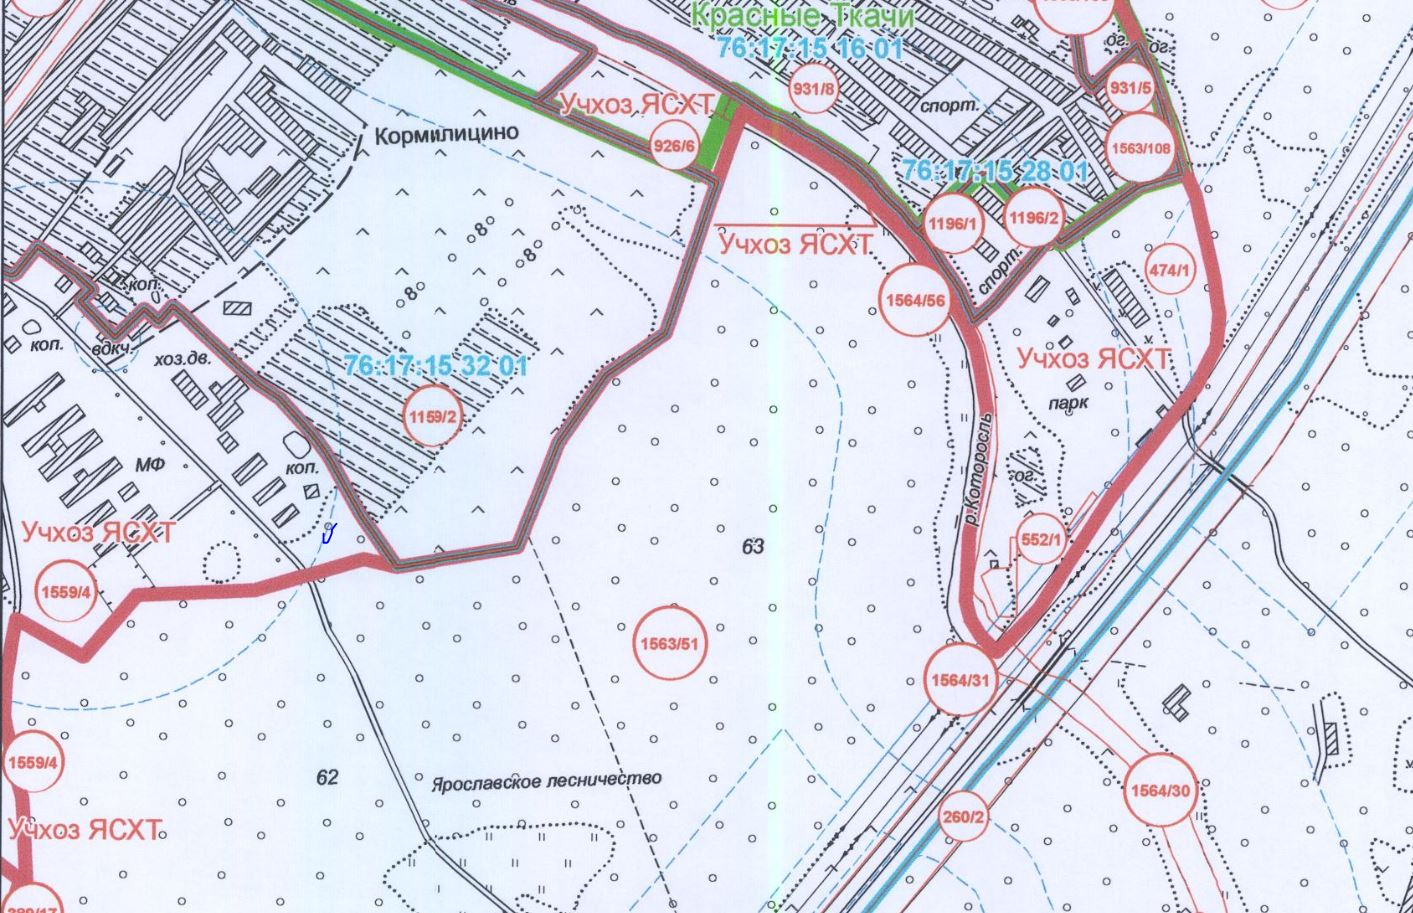 Красные Ткачи
76:17:15 16 01
ог.
ог.
931/8
931/5
Учхоз ЯСХТ
спорт.
Кормилицино
926/6
1563/108
76:17:15 28 01
1196/1
1196/2
Учхоз ЯСХТ
474/1
спорт.
коп.
8
8
8
1564/56
коп.
вдкч.
хоз.дв.
76:17:15 32 01
Учхоз ЯСХТ
1159/2
парк
р.Которосль
МФ
коп.
ог.
Учхоз ЯСХТ
63
552/1
1559/4
1563/51
1564/31
1559/4
62
Ярославское лесничество
1564/30
260/2
Учхоз ЯСХТ